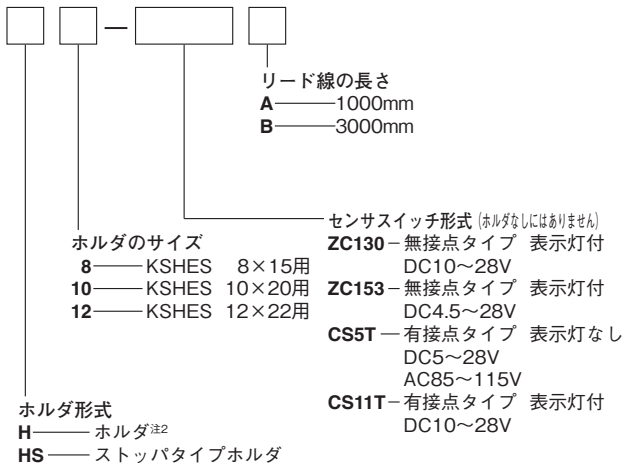 リード線の長さ
A───1000mm
B───3000mm
センサスイッチ形式 (ホルダなしにはありません)
ZC130−無接点タイプ 表示灯付
DC10〜28V
ZC153−無接点タイプ 表示灯付
DC4.5〜28V
CS5T―有接点タイプ 表示灯なし
DC5〜28V
AC85〜115V
CS11T−有接点タイプ 表示灯付
DC10〜28V
ホルダのサイズ
8――KSHES 8×15用
10――KSHES 10×20用
12――KSHES 12×22用
ホルダ形式
H――ホルダ注2
HS――ストッパタイプホルダ